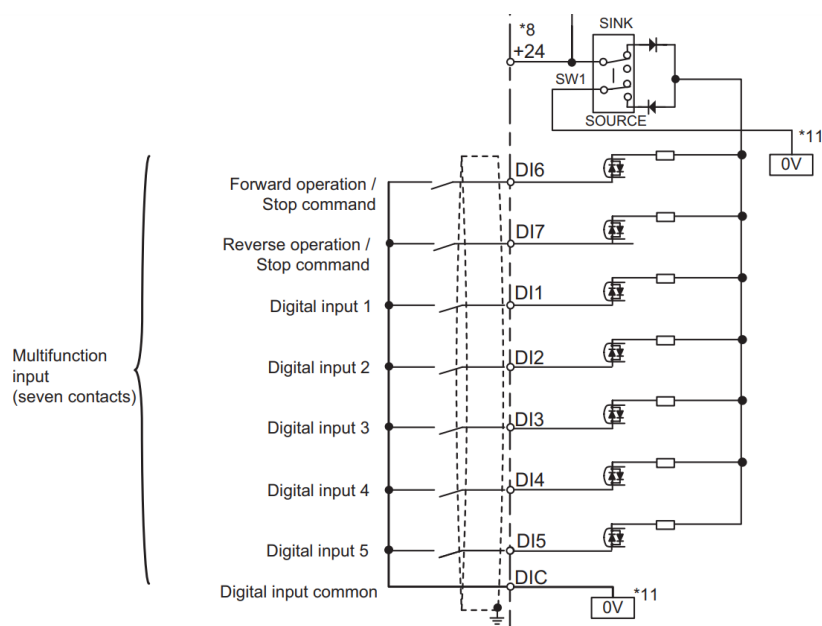 *8
SINK
+24
SW1
SOURCE
*11
0V
Forward operation /
Stop command
DI6
Reverse operation /
Stop command
DI7
Digital input 1
DI1
Digital input 2
DI2
Multifunction
input
(seven contacts)
Digital input 3
DI3
Digital input 4
DI4
Digital input 5
DI5
Digital input common
DIC
*11
0V